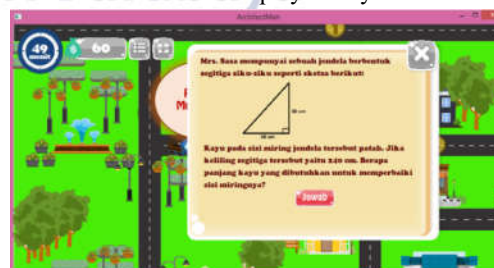 49
menit
60
Mrs. Sasa mempunyai sebuah jendela berbentuk
segitiga siku-siku seperti sketsa berikut:
Kayu pada sisi miring jendela tersebut patah. Jika
keliling segitiga tersebut yaitu 240 cm. Berapa
panjang kayu yang dibutuhkan untuk memperbaiki
sisi miringnya?
Jawab